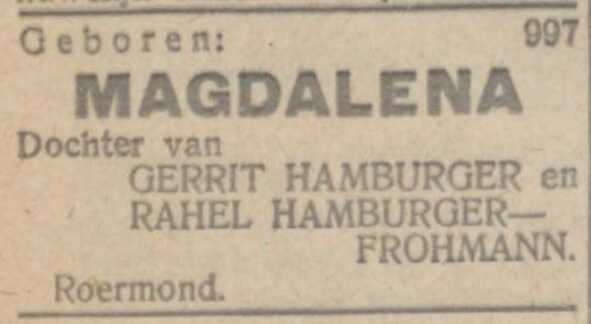 Geboren: 997
MAGDALENA
Dochter van
GERRIT HAMBURGER en
RAHEL HAMBURGER—
FROHMANN.
Roermond.